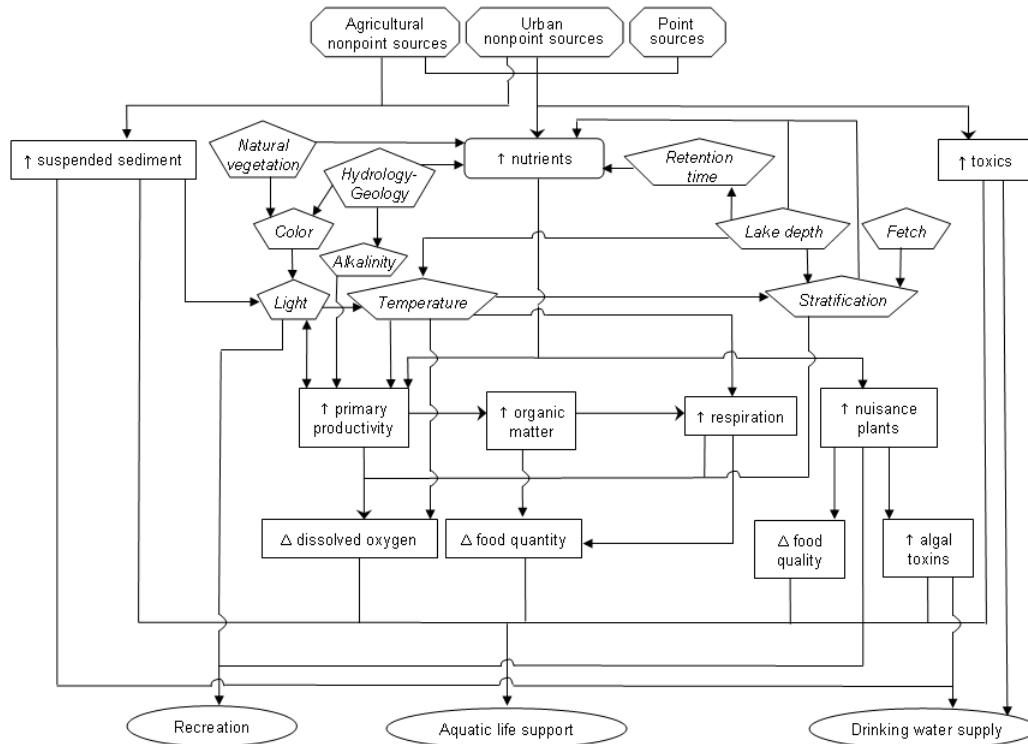 Agricultural
nonpoint sources
Urban
nonpoint sources
Point
sources
↑ suspended sediment
Natural
vegetation
Hydrology-
Geology
↑ nutrients
Retention
time
↑ toxics
Color
Alkalinity
Lake depth
Fetch
Light
Temperature
Stratification
↑ primary
productivity
↑ organic
matter
↑ respiration
↑ nuisance
plants
Δ dissolved oxygen
Δ food quantity
Δ food
quality
↑ algal
toxins
Recreation
Aquatic life support
Drinking water supply